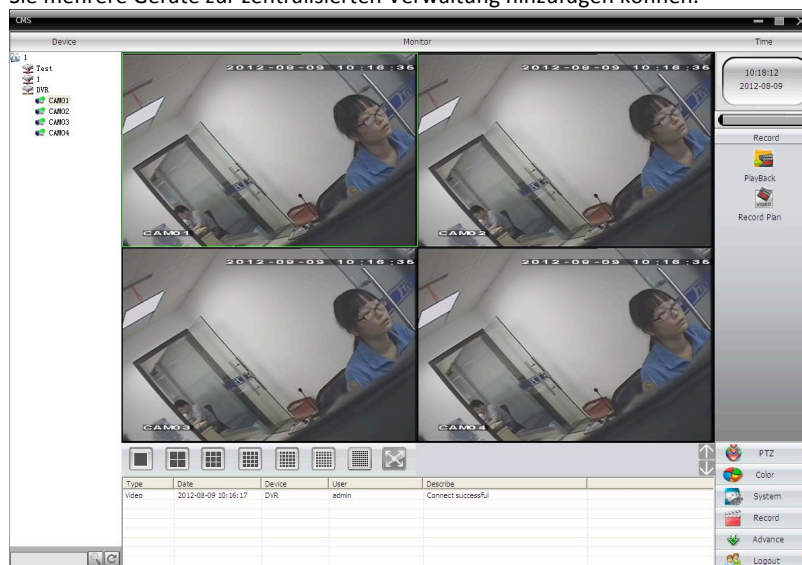 Sie mehrere Geräte zur zentralisierten Verwaltung hinzufügen können.
CMS
Device
Monitor
Time
1
Test
1
DVR
CAM01
CAM02
CAM03
CAM04
2012-08-09 10:16:36
CAM01
2012-08-09 10:16:36
CAM02
2012-08-09 10:16:36
CAM03
2012-08-09 10:16:36
CAM04
10:18:12
2012-08-09
Record
PlayBack
VIDEO
Record Plan
PTZ
Color
System
Record
Advance
Logout
Type Date Device User Describe
Video 2012-08-09 10:16:17 DVR admin Connect successful